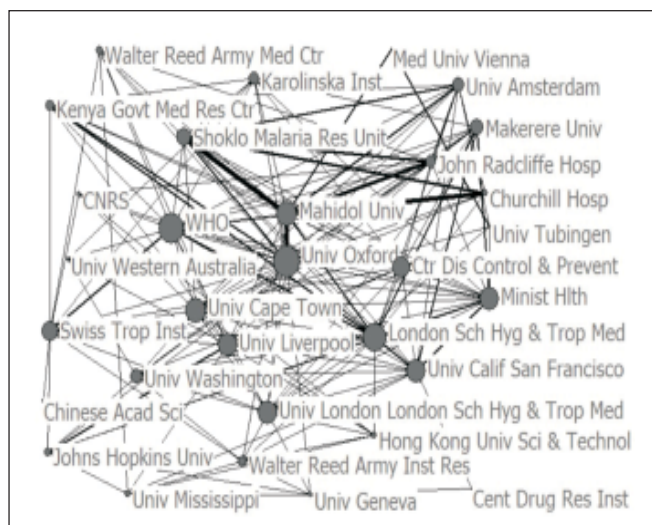 Walter Reed Army Med Ctr
Med Univ Vienna
Karolinska Inst
Univ Amsterdam
Kenya Govt Med Res Ctr
Makerere Univ
Shoklo Malaria Res Unit
John Radcliffe Hosp
CNRS
Mahidol Univ
Churchill Hosp
WHO
Univ Tubingen
Univ Oxford
Univ Western Australia
Ctr Dis Control & Prevent
Minist Hlth
Univ Cape Town
Swiss Trop Inst
London Sch Hyg & Trop Med
Univ Liverpool
Univ Calif San Francisco
Univ Washington
Chinese Acad Sci
Univ London London Sch Hyg & Trop Med
Hong Kong Univ Sci & Technol
Johns Hopkins Univ
Walter Reed Army Inst Res
Univ Mississippi
Univ Geneva
Cent Drug Res Inst